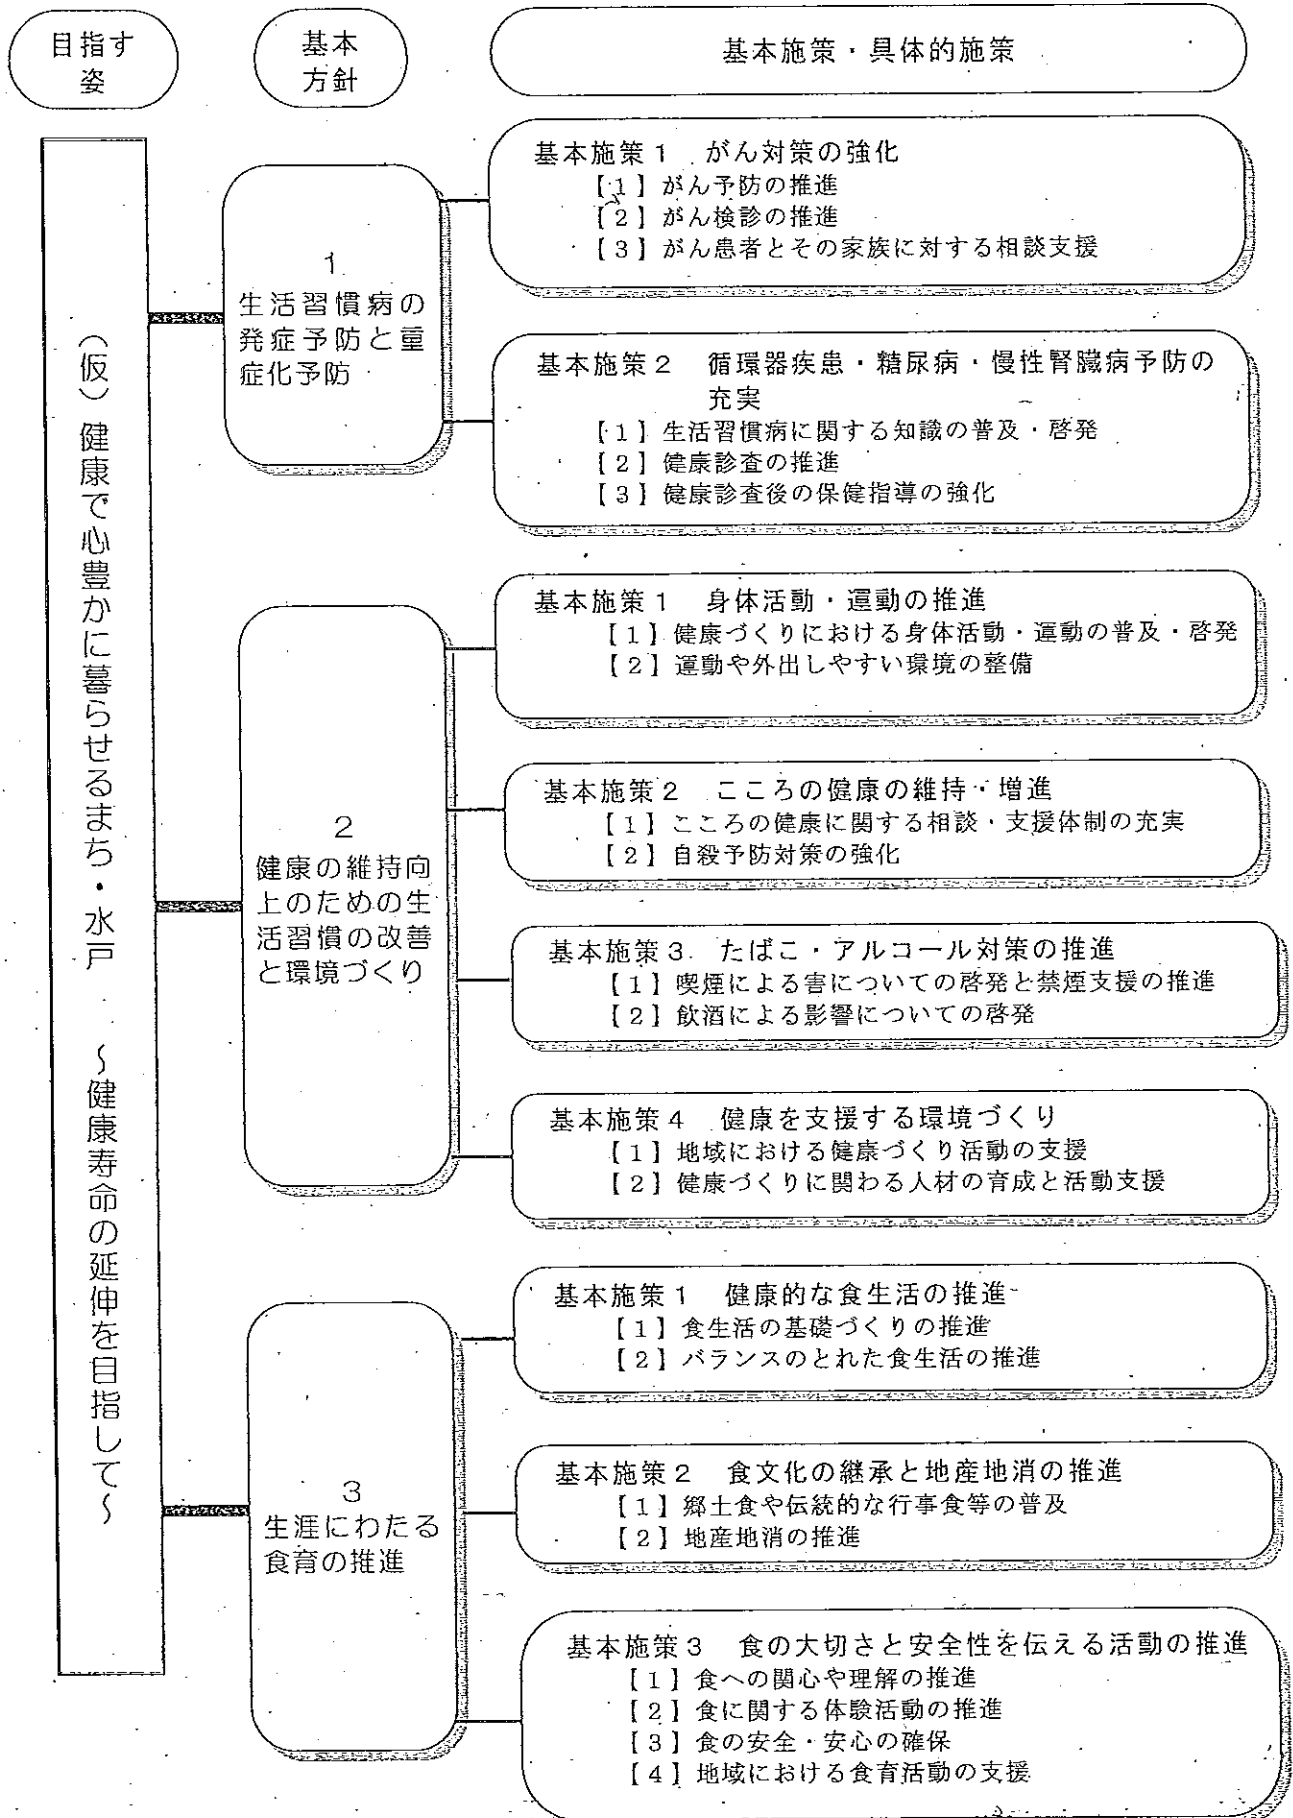 目指す
姿
基本
方針
基本施策・具体的施策
(仮)健康で心豊かに暮らせるまち・水戸 ~健康寿命の延伸を目指して~
1
生活習慣病の
発症予防と重
症化予防
基本施策1 がん対策の強化
【1】がん予防の推進
【2】がん検診の推進
【3】がん患者とその家族に対する相談支援
基本施策2 循環器疾患・糖尿病・慢性腎臓病予防の
充実
【1】生活習慣病に関する知識の普及・啓発
【2】健康診査の推進
【3】健康診査後の保健指導の強化
2
健康の維持向
上のための生
活習慣の改善
と環境づくり
基本施策1 身体活動・運動の推進
【1】健康づくりにおける身体活動・運動の普及・啓発
【2】運動や外出しやすい環境の整備
基本施策2 こころの健康の維持・増進
【1】こころの健康に関する相談・支援体制の充実
【2】自殺予防対策の強化
基本施策3 たばこ・アルコール対策の推進
【1】喫煙による害についての啓発と禁煙支援の推進
【2】飲酒による影響についての啓発
基本施策4 健康を支援する環境づくり
【1】地域における健康づくり活動の支援
【2】健康づくりに関わる人材の育成と活動支援
3
生涯にわたる
食育の推進
基本施策1 健康的な食生活の推進
【1】食生活の基礎づくりの推進
【2】バランスのとれた食生活の推進
基本施策2 食文化の継承と地産地消の推進
【1】郷土食や伝統的な行事食等の普及
【2】地産地消の推進
基本施策3 食の大切さと安全性を伝える活動の推進
【1】食への関心や理解の推進
【2】食に関する体験活動の推進
【3】食の安全・安心の確保
【4】地域における食育活動の支援